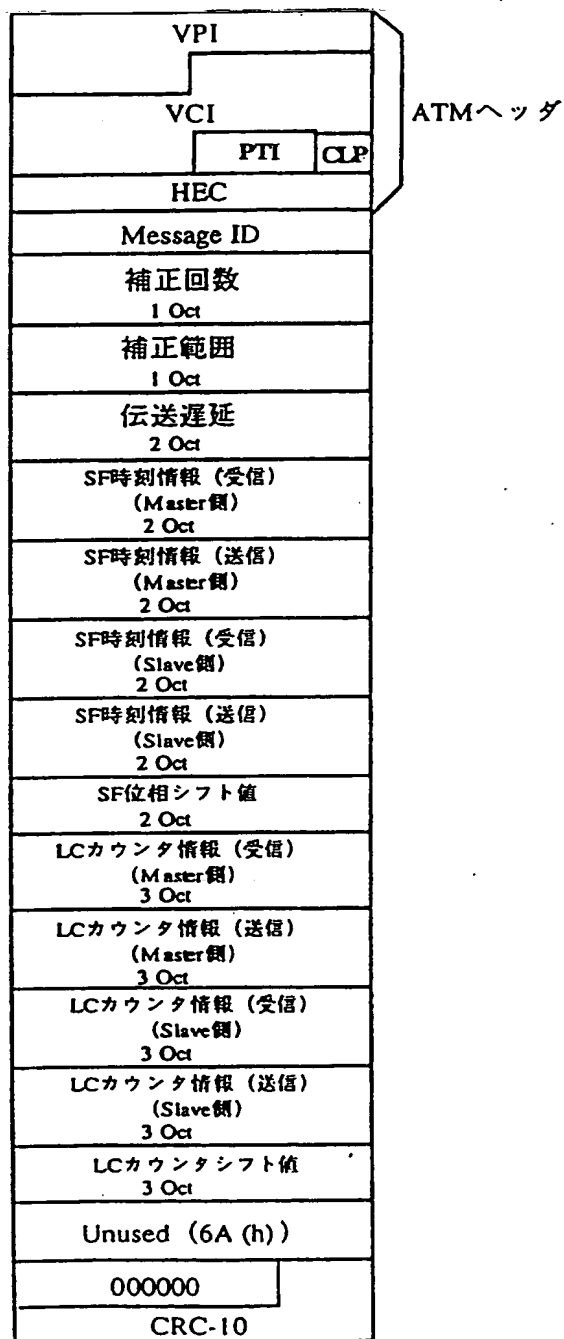 VPI
VCI
ATMヘッダ
PTI
CLP
HEC
Message ID
補正回数
1 Oct
補正範囲
1 Oct
伝送遅延
2 Oct
SF時刻情報（受信）
(Master側)
2 Oct
SF時刻情報（送信）
(Master側)
2 Oct
SF時刻情報（受信）
(Slave側)
2 Oct
SF時刻情報（送信）
(Slave側)
2 Oct
SF位相シフト値
2 Oct
LCカウンタ情報（受信）
(Master側)
3 Oct
LCカウンタ情報（送信）
(Master側)
3 Oct
LCカウンタ情報（受信）
(Slave側)
3 Oct
LCカウンタ情報（送信）
(Slave側)
3 Oct
LCカウンタシフト値
3 Oct
Unused（6A (h)）
000000
CRC-10